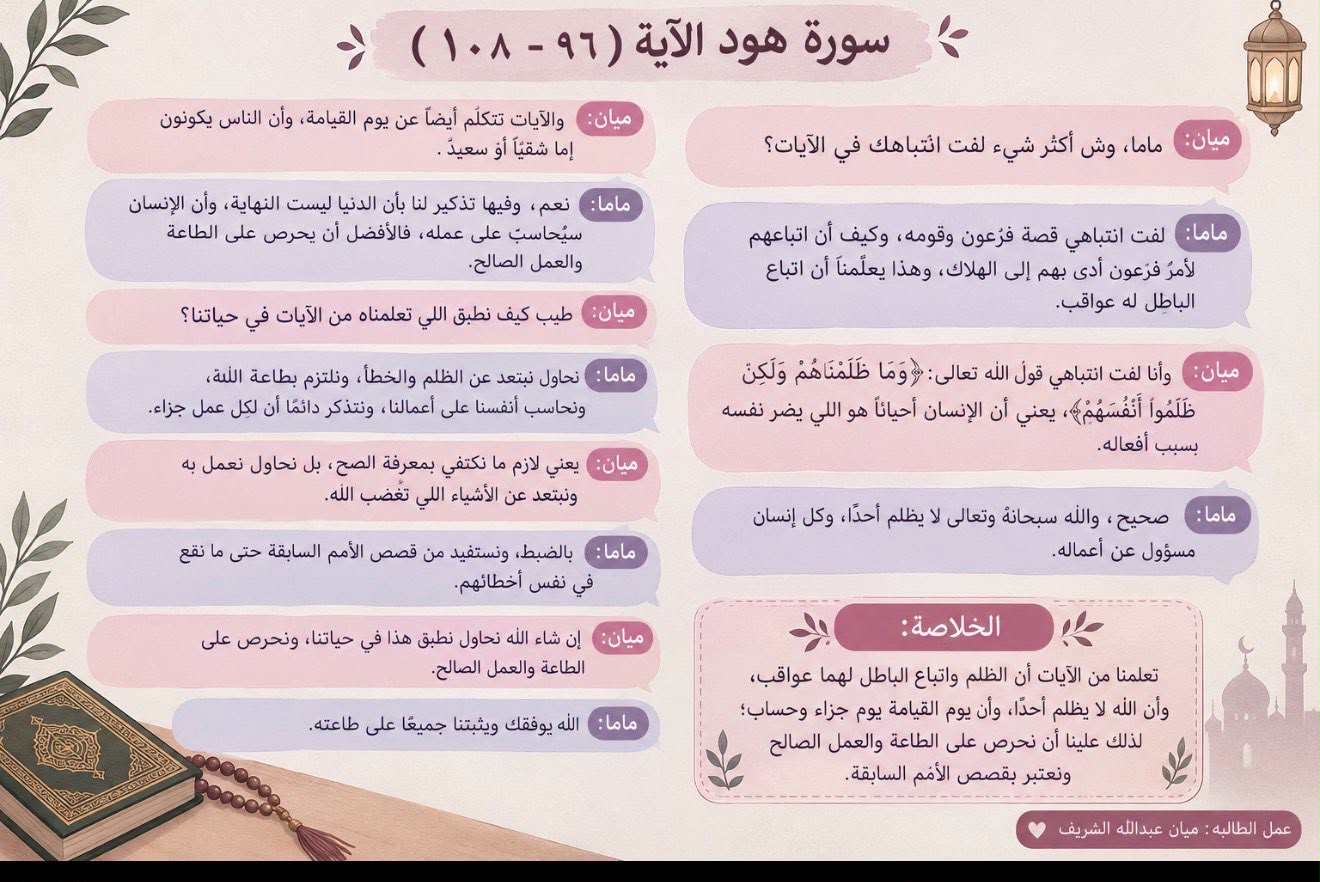 سورة هود الآية ( ٩٦ - ١٠٨ )
ميان: ماما، وش أكثْر شيء لفت انْتباهك في الآيات؟
ماما: لفت انتباهي قصة فرْعون وقومه، وكيف أن اتباعهم
لأمرُ فرْعون أدى بهم إلى الهلاك، وهذا يعلّمناَ أن اتباع
الباطِل له عواقب.
ميان: وأنا لفت انتباهي قولُ الله تعالى: ﴿وَمَا ظَلَمْنَاهُمْ وَلَكِنْ
ظَلَمُواْ أَنْفُسَهُمْ﴾، يعني أن الإنسان أحياناً هو اللي يضر نفسه
بسبب أفعاله.
ماما: صحيح، والله سبحانهْ وتعالى لا يظلم أحدًا، وكل إنسان
مسؤول عن أعماله.
الخلاصة:
تعلمنا من الآيات أن الظلم واتباع الباطل لهما عواقب،
وأن الله لا يظلم أحدًا، وأن يوم القيامة يوم جزاء وحساب؛
لذلك علينا أن نحرص على الطاعة والعمل الصالح
ونعتبر بقصص الأمَم السابقة.
عمل الطالبه: ميان عبدالله الشريف
ميان: والآيات تتكلّم أيضاً عن يوم القيامة، وأن الناس يكونون
إما شقيًا أوْ سعيدً .
ماما: نعم، وفيها تذكير لنا بأن الدنيا ليست النهاية، وأن الإنسان
سيُحاسبّ على عمله، فالأفضل أن يحرص على الطاعة
والعمل الصالح.
ميان: طيب كيف نطبق اللي تعلمناه من الآيات في حياتنا؟
ماما: نحاول نبتعد عن الظلم والخطأ، ونلتزم بطاعة اللة،
ونحاسب أنفسنا على أعمالنا، ونتذكر دائمًا أن لكِل عمل جزاء.
ميان: يعني لازم ما نكتفي بمعرفة الصح، بل نحاول نعمل به
ونبتعد عن الأشياء اللي تغْضب الله.
ماما: بالضبط، ونستفيد من قصص الأمم السابقة حتى ما نقع
في نفس أخطائهم.
ميان: إن شاء الله نحاول نطبق هذا في حياتنا، ونحرص على
الطاعة والعمل الصالح.
ماما: الله يوفقك ويثبتنا جميعًا على طاعته.